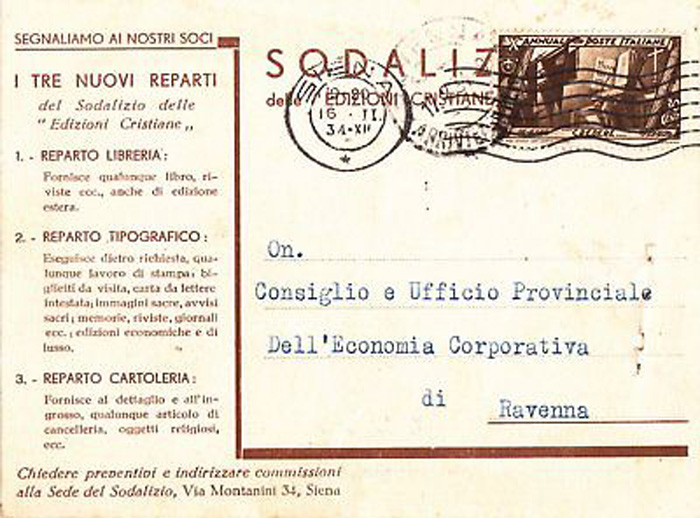 SEGNALIAMO AI NOSTRI SOCI
I TRE NUOVI REPARTI
del Sodalizio delle
"Edizioni Cristiane„
1. - REPARTO LIBRERIA:
Fornisce qualunque libro, ri-
viste ecc., anche di edizione
estera.
2. - REPARTO TIPOGRAFICO:
Eseguisce dietro richiesta, qua-
lunque lavoro di stampa; bi-
glietti da visita, carta da lettere
intestata; immagini sacre, avvisi
sacri; memorie, riviste, giornali
ecc.; edizioni economiche e di
lusso.
3. - REPARTO CARTOLERIA:
Fornisce al dettaglio e all'in-
grosso, qualunque articolo di
cancelleria, oggetti religiosi,
ecc.
Chiedere preventivi e indirizzare commissioni
alla Sede del Sodalizio, Via Montanini 34, Siena
SODALIZ
delle EDIZIONI CRISTIANE
SIENA
16 II
34·XII
ANNUALE POSTE ITALIANE
CREDERE
On.
Consiglio e Ufficio Provinciale
Dell'Economia Corporativa
di
Ravenna